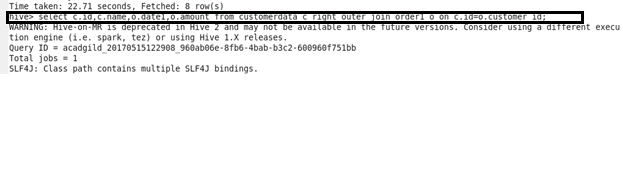 Time taken: 22.71 seconds, Fetched: 8 row(s)
hive> select c.id,c.name,o.date1,o.amount from customerdata c right outer join order1 o on c.id=o.customer_id;
WARNING: Hive-on-MR is deprecated in Hive 2 and may not be available in the future versions. Consider using a different execu
tion engine (i.e. spark, tez) or using Hive 1.X releases.
Query ID = acadgild_20170515122908_960ab06e-8fb6-4bab-b3c2-600960f751bb
Total jobs = 1
SLF4J: Class path contains multiple SLF4J bindings.